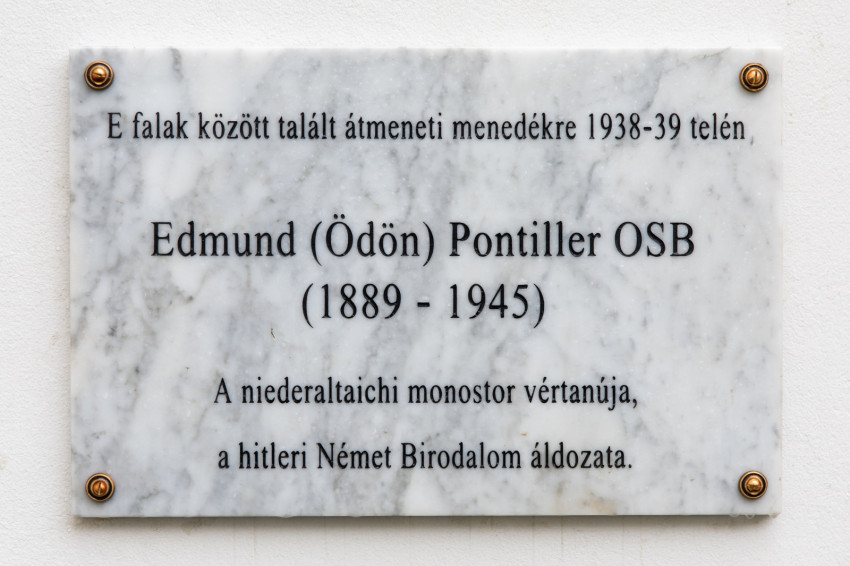 E falak között talált átmeneti menedékre 1938-39 telén
Edmund (Ödön) Pontiller OSB
(1889 - 1945)
A niederaltaichi monostor vértanúja,
a hitleri Német Birodalom áldozata.